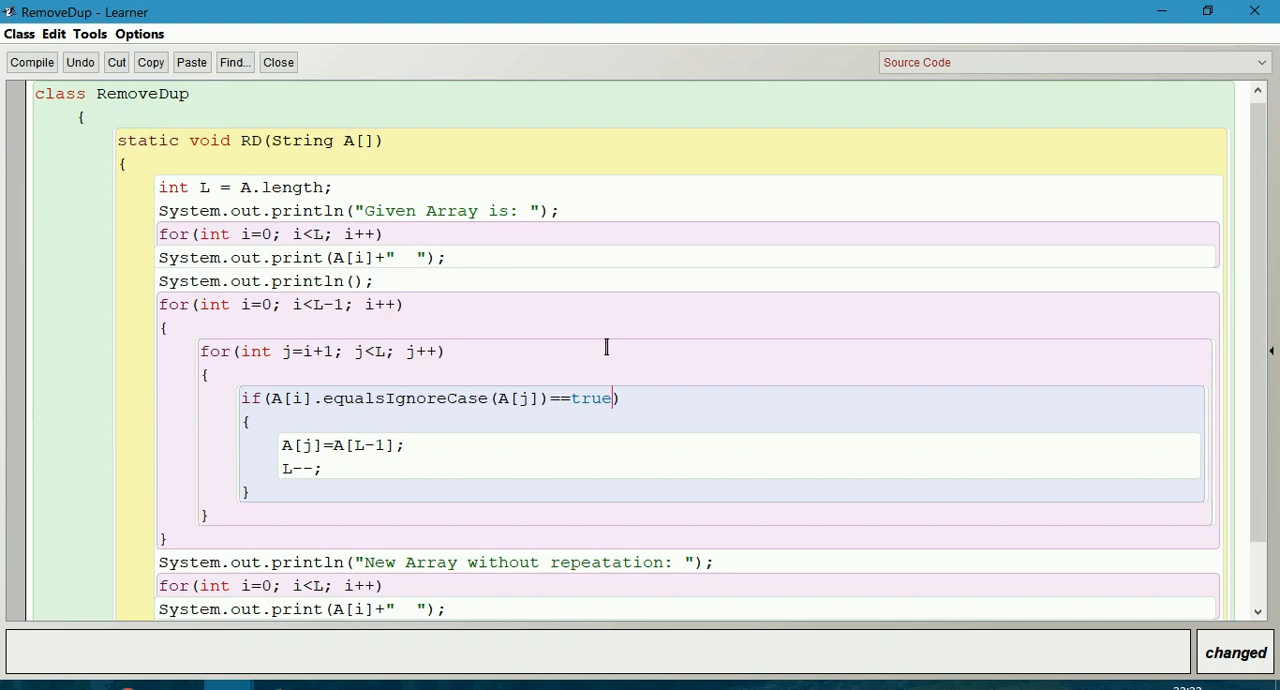 RemoveDup - Learner
Class Edit Tools Options
Compile Undo Cut Copy Paste Find... Close Source Code
class RemoveDup
{
static void RD(String A[])
{
int L = A.length;
System.out.println("Given Array is: ");
for(int i=0; i<L; i++)
System.out.print(A[i]+"  ");
System.out.println();
for(int i=0; i<L-1; i++)
{
for(int j=i+1; j<L; j++)
{
if(A[i].equalsIgnoreCase(A[j])==true)
{
A[j]=A[L-1];
L--;
}
}
}
System.out.println("New Array without repeatation: ");
for(int i=0; i<L; i++)
System.out.print(A[i]+"  ");
changed